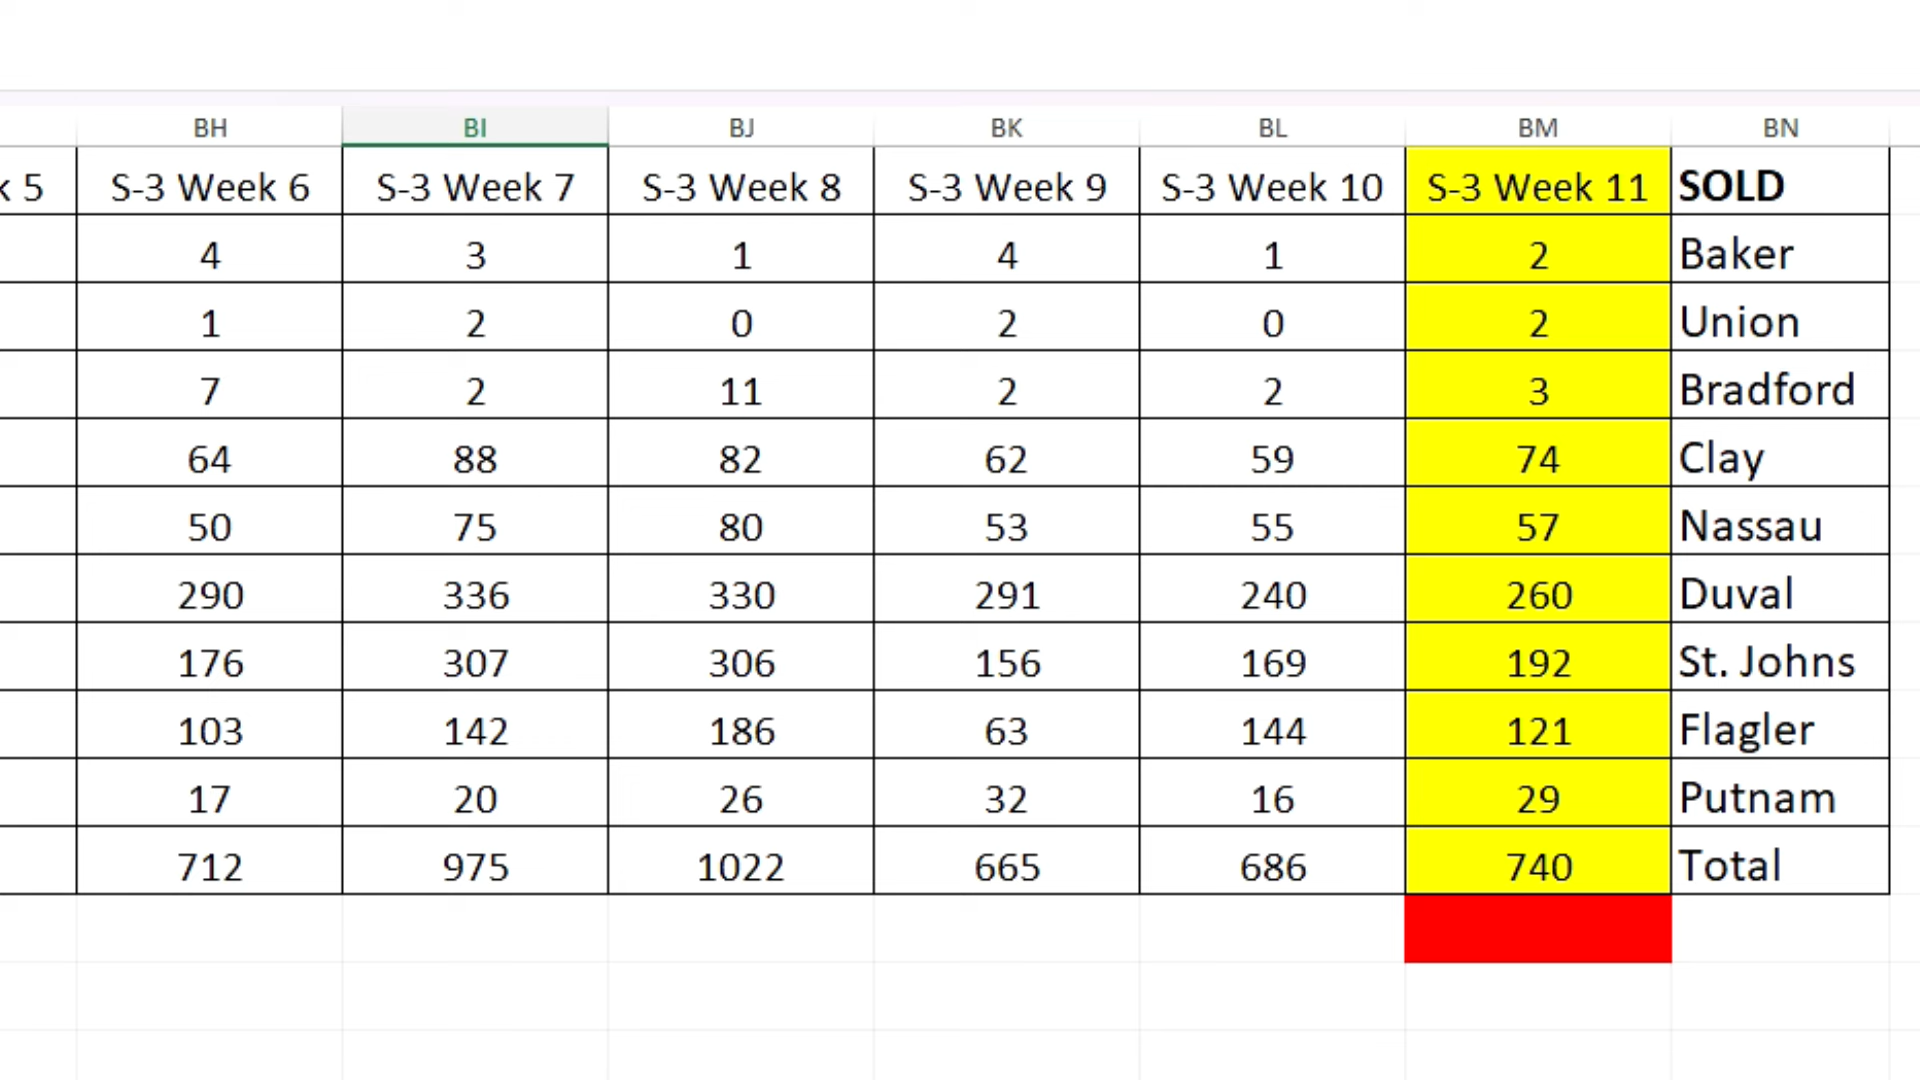 BH BI BJ BK BL BM BN
k 5 S-3 Week 6 S-3 Week 7 S-3 Week 8 S-3 Week 9 S-3 Week 10 S-3 Week 11 SOLD
4 3 1 4 1 2 Baker
1 2 0 2 0 2 Union
7 2 11 2 2 3 Bradford
64 88 82 62 59 74 Clay
50 75 80 53 55 57 Nassau
290 336 330 291 240 260 Duval
176 307 306 156 169 192 St. Johns
103 142 186 63 144 121 Flagler
17 20 26 32 16 29 Putnam
712 975 1022 665 686 740 Total